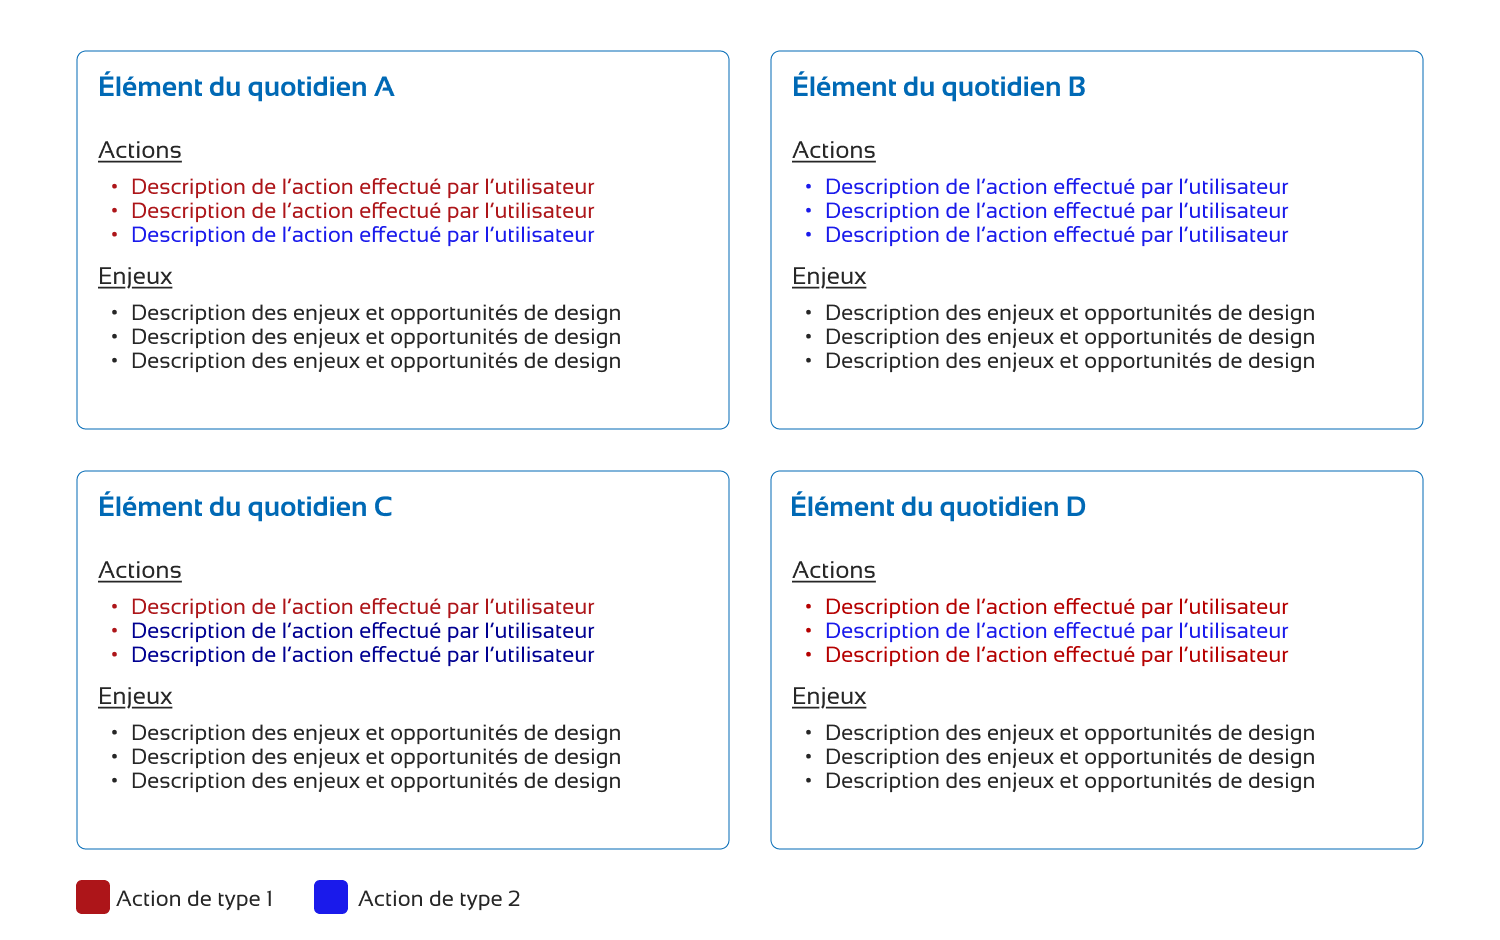 Élément du quotidien A
Actions
• Description de l'action effectué par l'utilisateur
• Description de l'action effectué par l'utilisateur
• Description de l'action effectué par l'utilisateur
Enjeux
• Description des enjeux et opportunités de design
• Description des enjeux et opportunités de design
• Description des enjeux et opportunités de design
Élément du quotidien B
Actions
• Description de l'action effectué par l'utilisateur
• Description de l'action effectué par l'utilisateur
• Description de l'action effectué par l'utilisateur
Enjeux
• Description des enjeux et opportunités de design
• Description des enjeux et opportunités de design
• Description des enjeux et opportunités de design
Élément du quotidien C
Actions
• Description de l'action effectué par l'utilisateur
• Description de l'action effectué par l'utilisateur
• Description de l'action effectué par l'utilisateur
Enjeux
• Description des enjeux et opportunités de design
• Description des enjeux et opportunités de design
• Description des enjeux et opportunités de design
Élément du quotidien D
Actions
• Description de l'action effectué par l'utilisateur
• Description de l'action effectué par l'utilisateur
• Description de l'action effectué par l'utilisateur
Enjeux
• Description des enjeux et opportunités de design
• Description des enjeux et opportunités de design
• Description des enjeux et opportunités de design
Action de type 1
Action de type 2